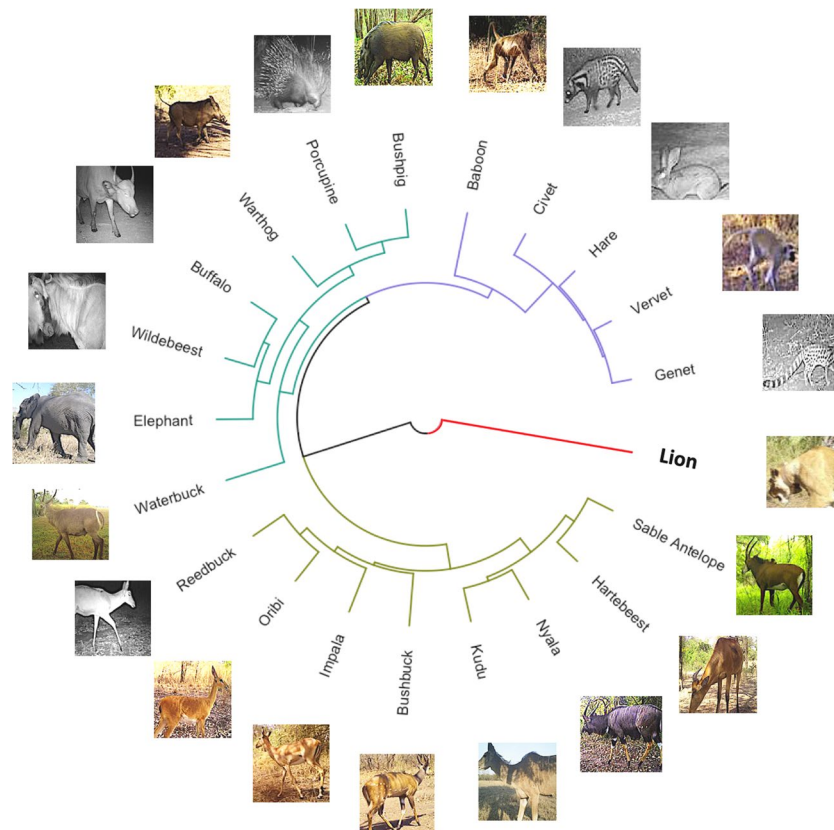 Bushpig
Baboon
Civet
Hare
Vervet
Genet
Lion
Sable Antelope
Hartebeest
Nyala
Kudu
Bushbuck
Impala
Oribi
Reedbuck
Waterbuck
Elephant
Wildebeest
Buffalo
Warthog
Porcupine